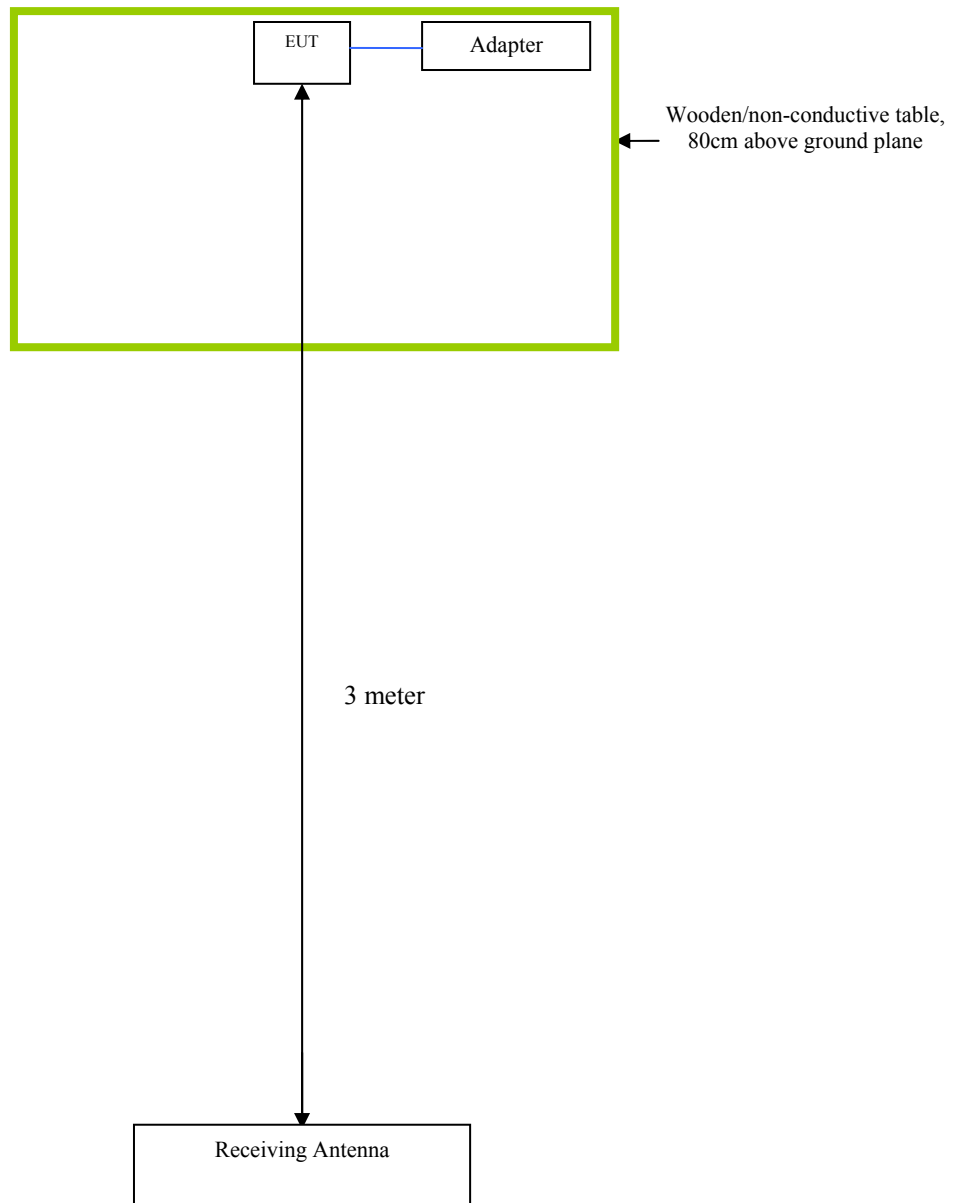 EUT
Adapter
Wooden/non-conductive table,
80cm above ground plane
3 meter
Receiving Antenna